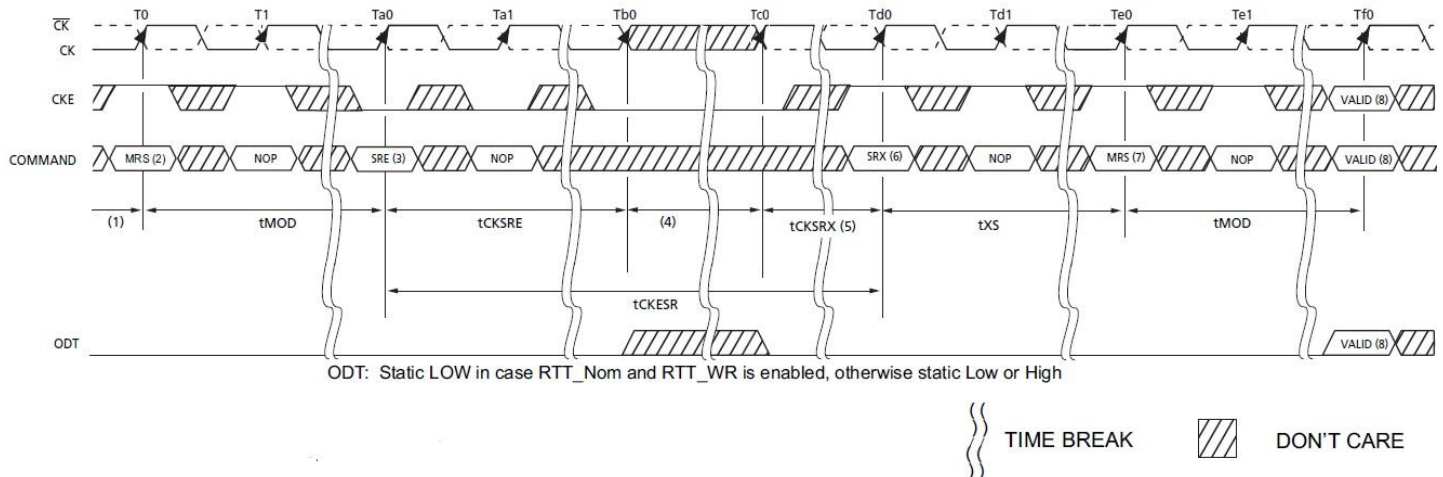 T0 T1 Ta0 Ta1 Tb0 Tc0 Td0 Td1 Te0 Te1 Tf0
CK
CK
CKE VALID (8)
COMMAND MRS (2) NOP SRE (3) NOP SRX (6) NOP MRS (7) NOP VALID (8)
(1) tMOD tCKSRE (4) tCKSRX (5) tXS tMOD
tCKESR
ODT VALID (8)
ODT: Static LOW in case RTT_Nom and RTT_WR is enabled, otherwise static Low or High
TIME BREAK DON'T CARE